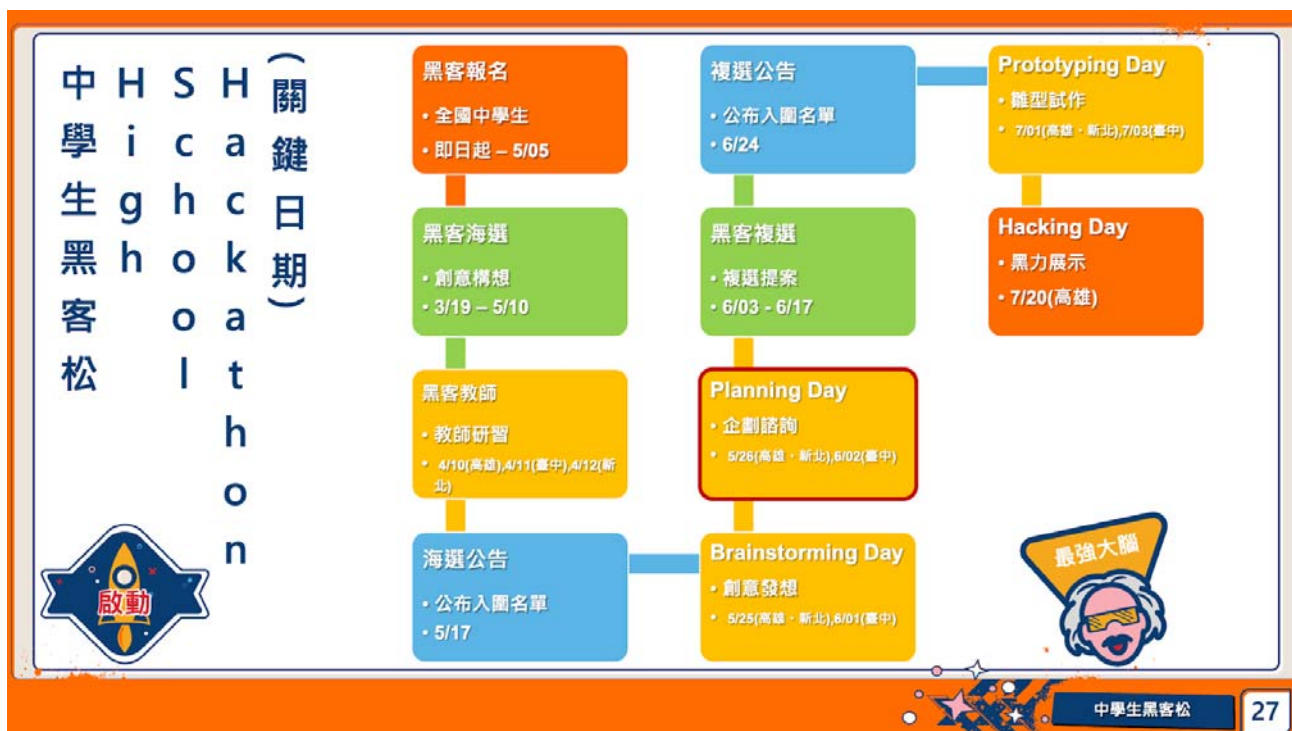 中學生黑客松
High
School
Hackathon
(關鍵日期)
啟動
黑客報名
• 全國中學生
• 即日起 – 5/05
黑客海選
• 創意構想
• 3/19 – 5/10
黑客教師
• 教師研習
• 4/10(高雄),4/11(臺中),4/12(新
北)
海選公告
• 公布入圍名單
• 5/17
Brainstorming Day
• 創意發想
• 5/25(高雄、新北),6/01(臺中)
Planning Day
• 企劃諮詢
• 5/26(高雄、新北),6/02(臺中)
黑客複選
• 複選提案
• 6/03 - 6/17
複選公告
• 公布入圍名單
• 6/24
Prototyping Day
• 雛型試作
• 7/01(高雄、新北),7/03(臺中)
Hacking Day
• 黑力展示
• 7/20(高雄)
最強大腦
中學生黑客松
27